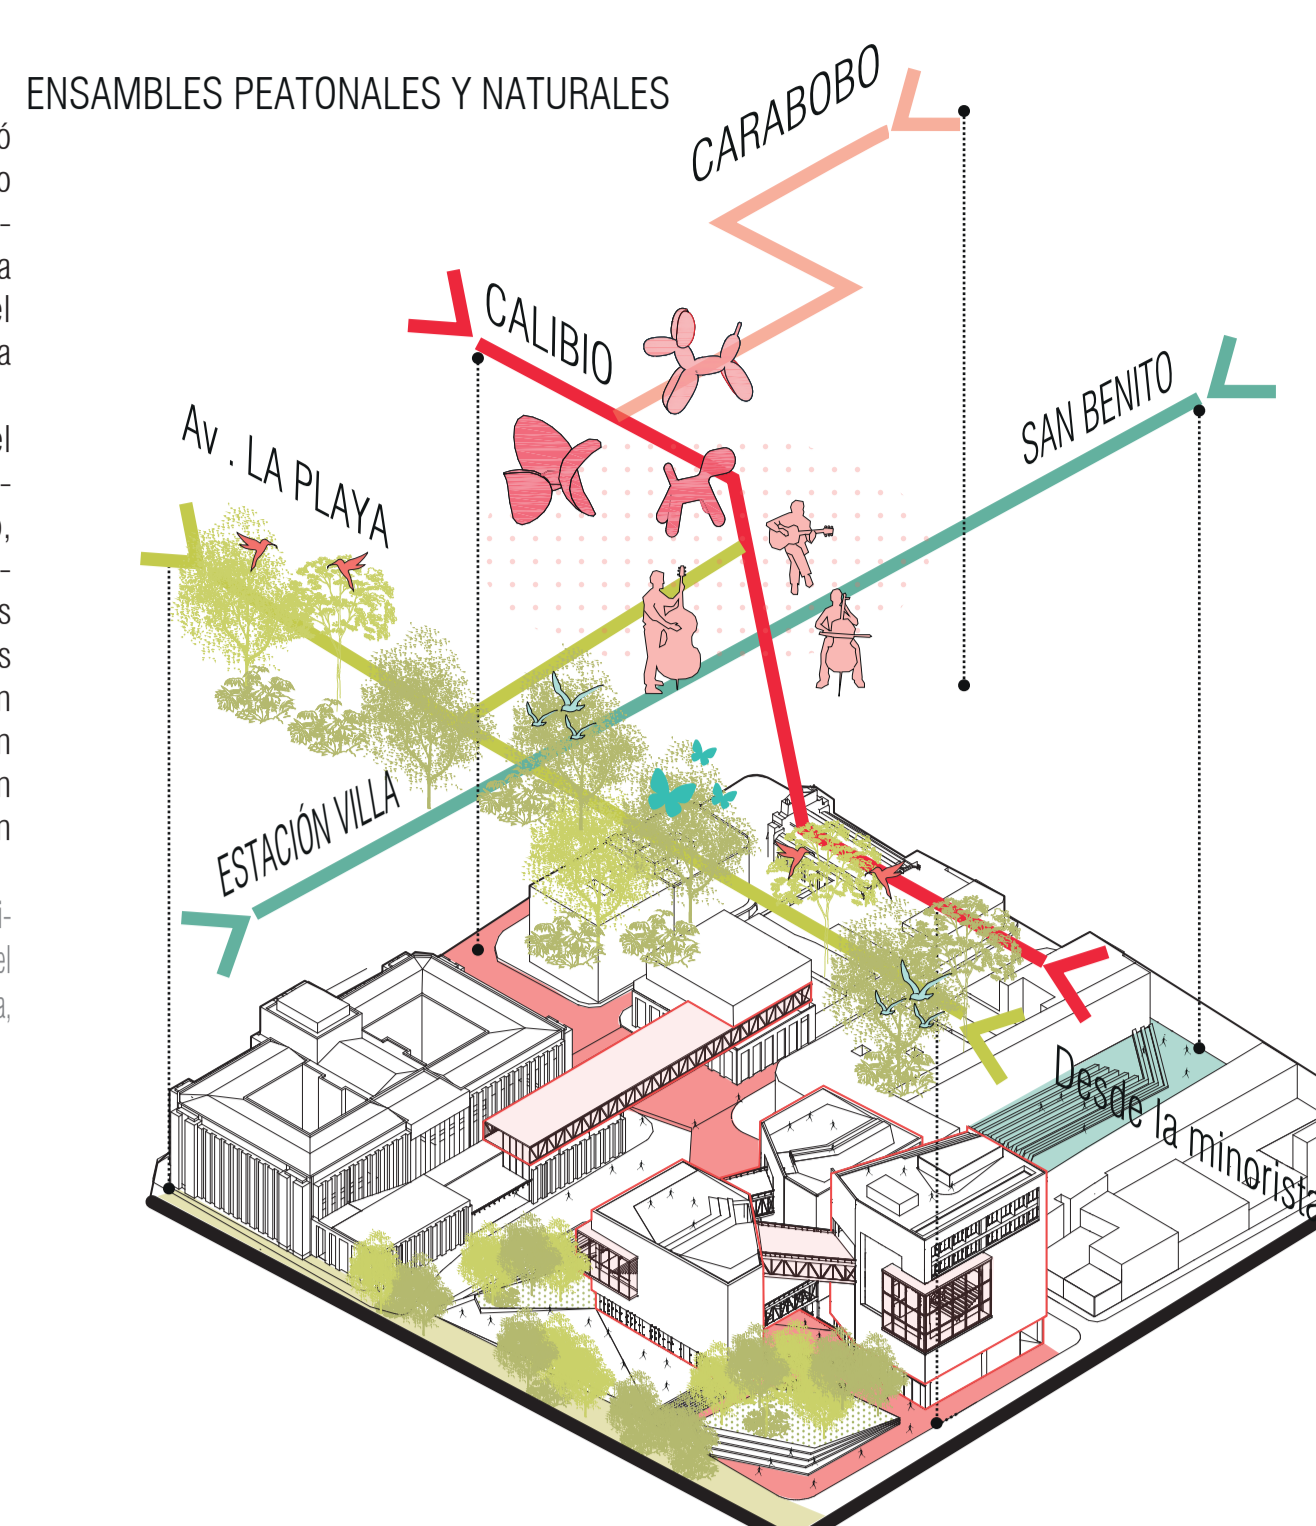 ENSAMBLES PEATONALES Y NATURALES
CARABOBO
CALIBIO
SAN BENITO
Av . LA PLAYA
ESTACIÓN VILLA
Desde la minorista